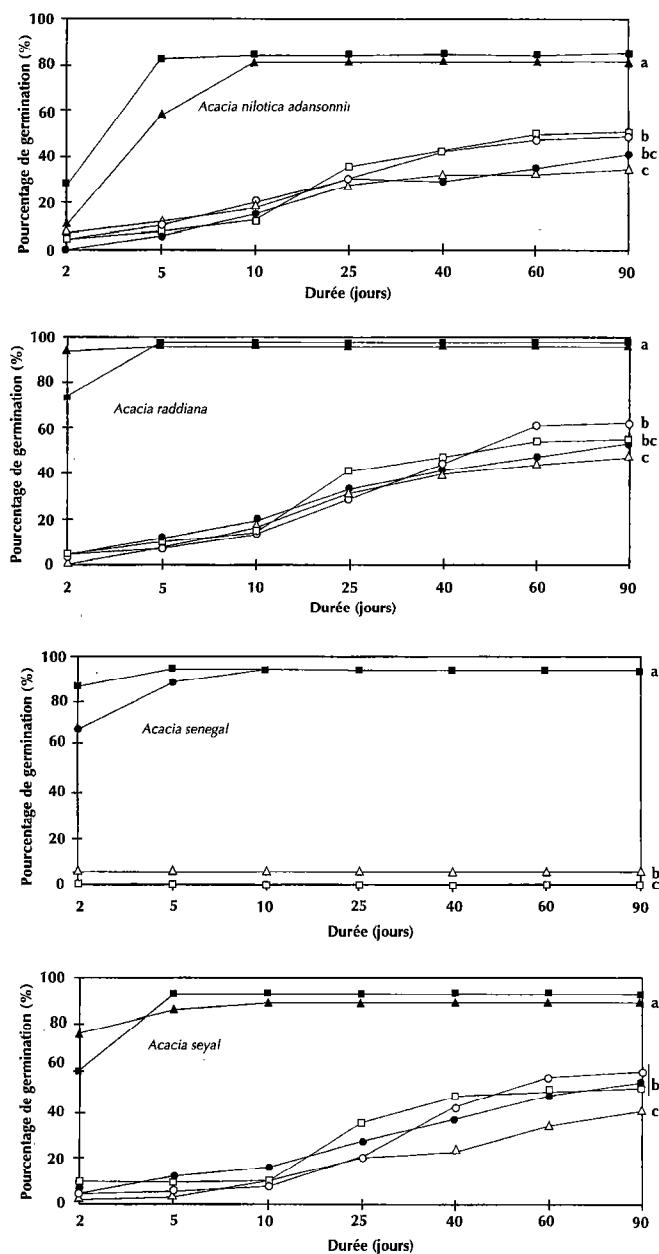 Pourcentage de germination (%)
100
80
60
40
20
0
Acacia nilotica adansonnii
a
b
bc
c
2 5 10 25 40 60 90
Durée (jours)
Pourcentage de germination (%)
100
80
60
40
20
0
Acacia raddiana
a
b
bc
c
2 5 10 25 40 60 90
Durée (jours)
Pourcentage de germination (%)
100
80
60
40
20
0
Acacia senegal
a
b
c
2 5 10 25 40 60 90
Durée (jours)
Pourcentage de germination (%)
100
80
60
40
20
0
Acacia seyal
a
b
c
2 5 10 25 40 60 90
Durée (jours)